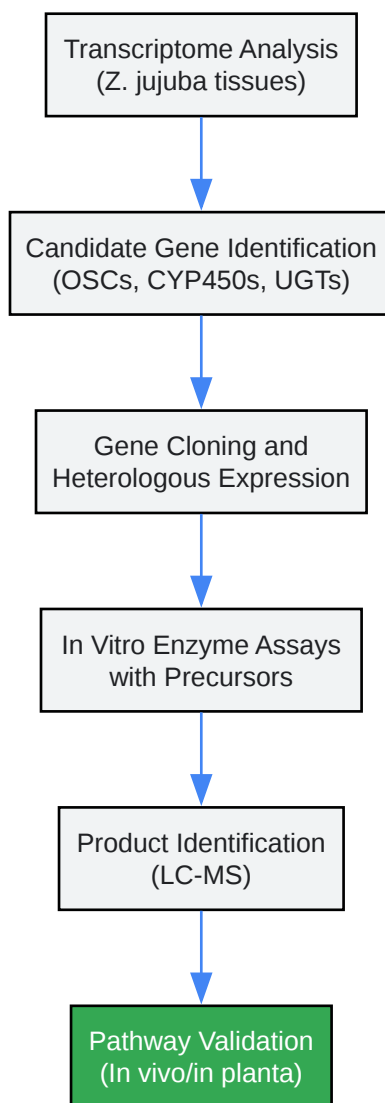 Transcriptome Analysis
(Z. jujuba tissues)
Candidate Gene Identification
(OSCs, CYP450s, UGTs)
Gene Cloning and
Heterologous Expression
In Vitro Enzyme Assays
with Precursors
Product Identification
(LC-MS)
Pathway Validation
(In vivo/in planta)